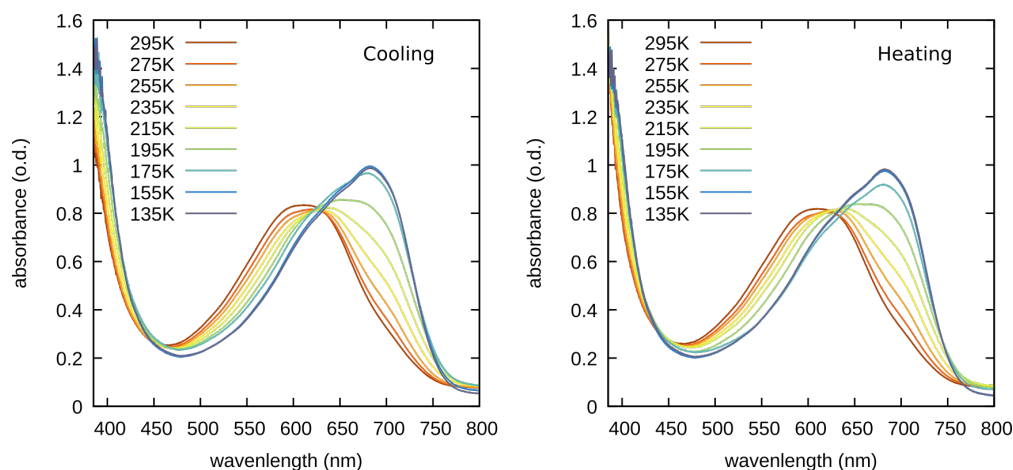 1.6
1.4
1.2
1
0.8
0.6
0.4
0.2
0
absorbance (o.d.)
295K
275K
255K
235K
215K
195K
175K
155K
135K
Cooling
400 450 500 550 600 650 700 750 800
wavenlength (nm)
1.6
1.4
1.2
1
0.8
0.6
0.4
0.2
0
absorbance (o.d.)
295K
275K
255K
235K
215K
195K
175K
155K
135K
Heating
400 450 500 550 600 650 700 750 800
wavenlength (nm)